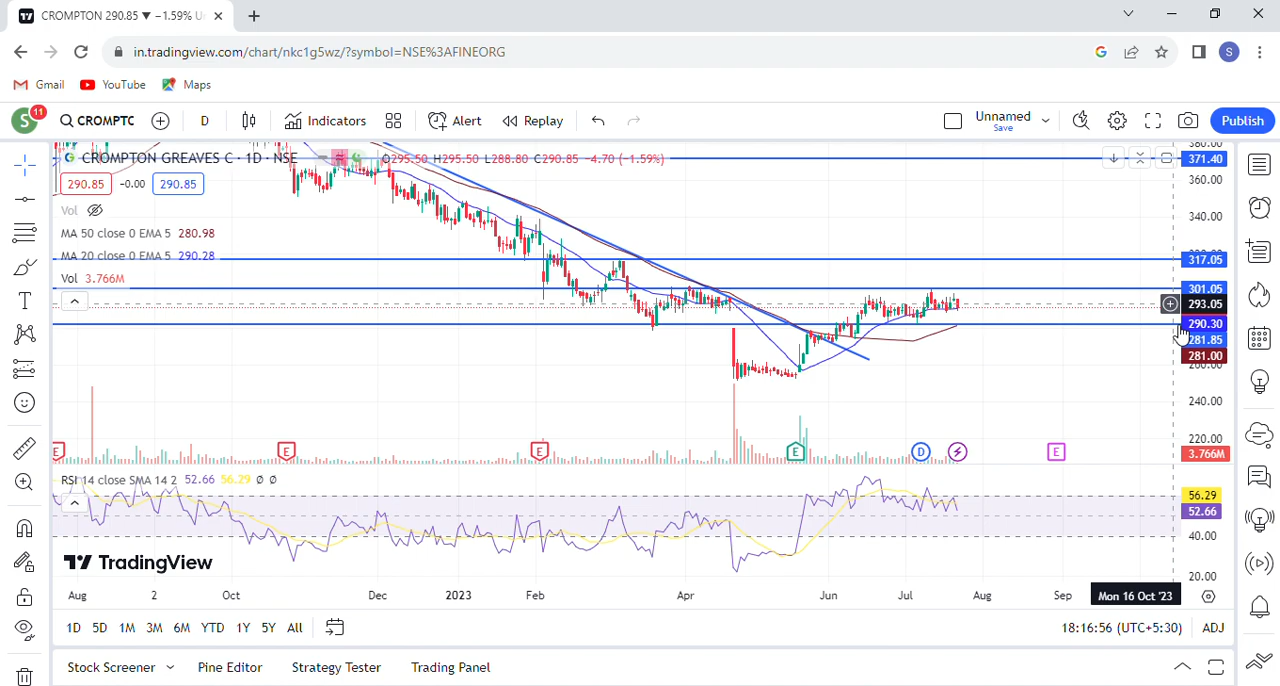 CROMPTON 290.85 ▼ −1.59% U
in.tradingview.com/chart/nkc1g5wz/?symbol=NSE%3AFINEORG
S
Gmail YouTube Maps
S 11 CROMPTC D Indicators Alert Replay Unnamed Save Publish
CROMPTON GREAVES C · 1D · NSE O295.50 H295.50 L288.80 C290.85 −4.70 (−1.59%)
290.85 -0.00 290.85
Vol
MA 50 close 0 EMA 5 280.98
MA 20 close 0 EMA 5 290.28
Vol 3.766M
380.00
371.40
360.00
340.00
317.05
301.05
293.05
290.30
281.85
281.00
260.00
240.00
220.00
3.766M
E E E E D E
RSI 14 close SMA 14 2 52.66 56.29 Ø Ø
56.29
52.66
40.00
20.00
TradingView
Aug 2 Oct Dec 2023 Feb Apr Jun Jul Aug Sep Mon 16 Oct '23
1D 5D 1M 3M 6M YTD 1Y 5Y All 18:16:56 (UTC+5:30) ADJ
Stock Screener Pine Editor Strategy Tester Trading Panel